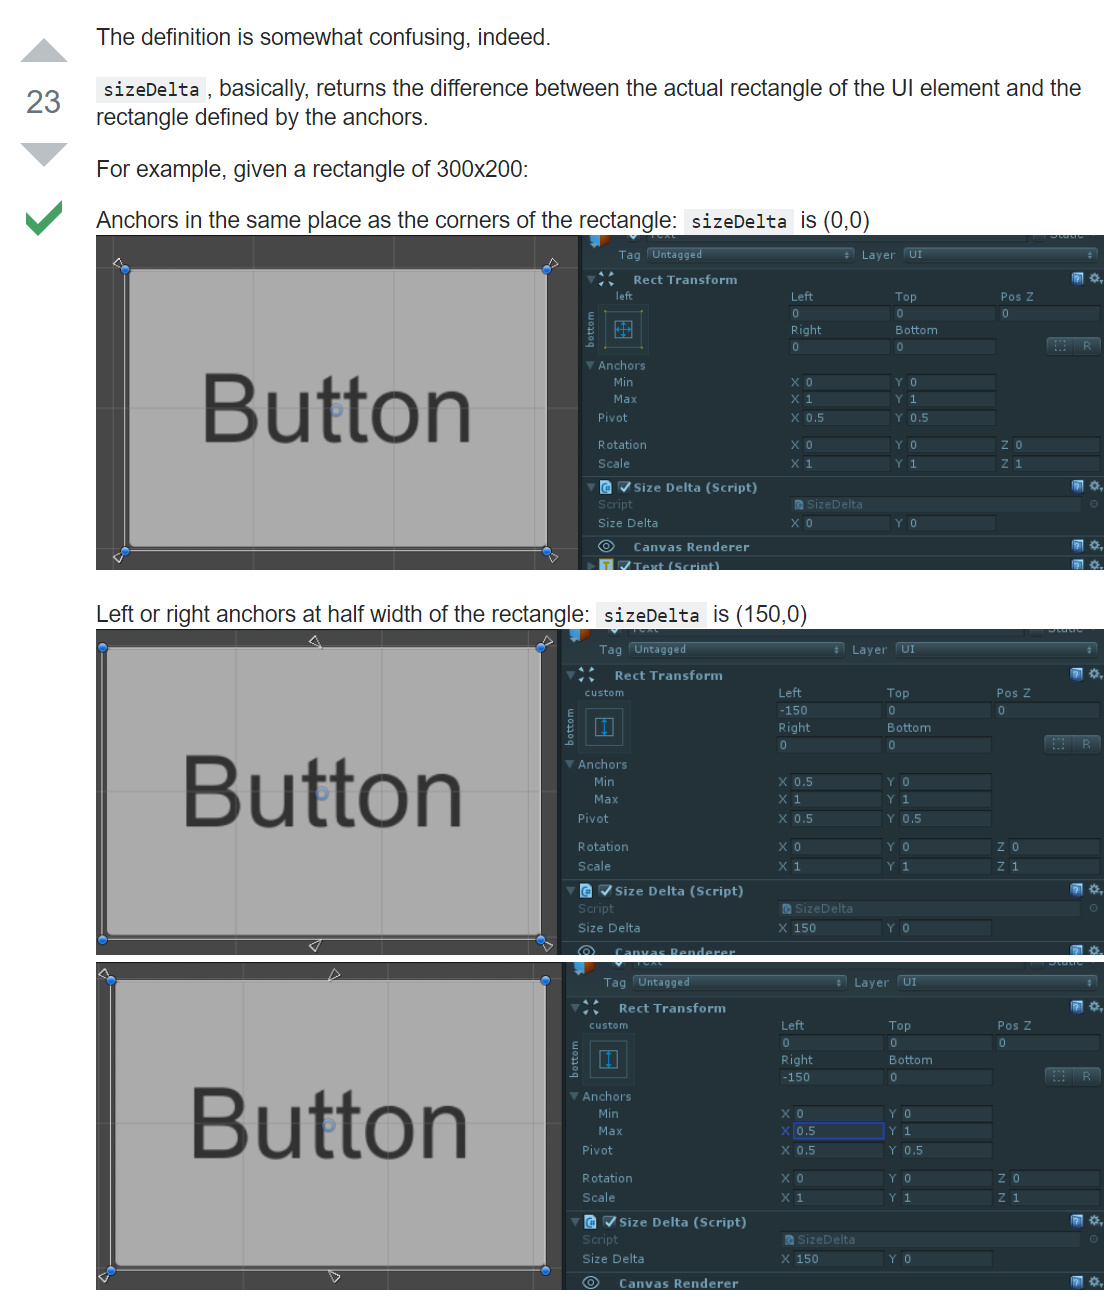 The definition is somewhat confusing, indeed.
23
sizeDelta , basically, returns the difference between the actual rectangle of the UI element and the
rectangle defined by the anchors.
For example, given a rectangle of 300x200:
Anchors in the same place as the corners of the rectangle: sizeDelta is (0,0)
Button
Tag Untagged Layer UI
Rect Transform
left
bottom
Left Top Pos Z
0 0 0
Right Bottom
0 0
R
Anchors
Min X 0 Y 0
Max X 1 Y 1
Pivot X 0.5 Y 0.5
Rotation X 0 Y 0 Z 0
Scale X 1 Y 1 Z 1
Size Delta (Script)
Script SizeDelta
Size Delta X 0 Y 0
Canvas Renderer
Text (Script)
Left or right anchors at half width of the rectangle: sizeDelta is (150,0)
Button
Tag Untagged Layer UI
Rect Transform
custom
bottom
Left Top Pos Z
-150 0 0
Right Bottom
0 0
R
Anchors
Min X 0.5 Y 0
Max X 1 Y 1
Pivot X 0.5 Y 0.5
Rotation X 0 Y 0 Z 0
Scale X 1 Y 1 Z 1
Size Delta (Script)
Script SizeDelta
Size Delta X 150 Y 0
Canvas Renderer
Button
Tag Untagged Layer UI
Rect Transform
custom
bottom
Left Top Pos Z
0 0 0
Right Bottom
-150 0
R
Anchors
Min X 0 Y 0
Max X 0.5 Y 1
Pivot X 0.5 Y 0.5
Rotation X 0 Y 0 Z 0
Scale X 1 Y 1 Z 1
Size Delta (Script)
Script SizeDelta
Size Delta X 150 Y 0
Canvas Renderer